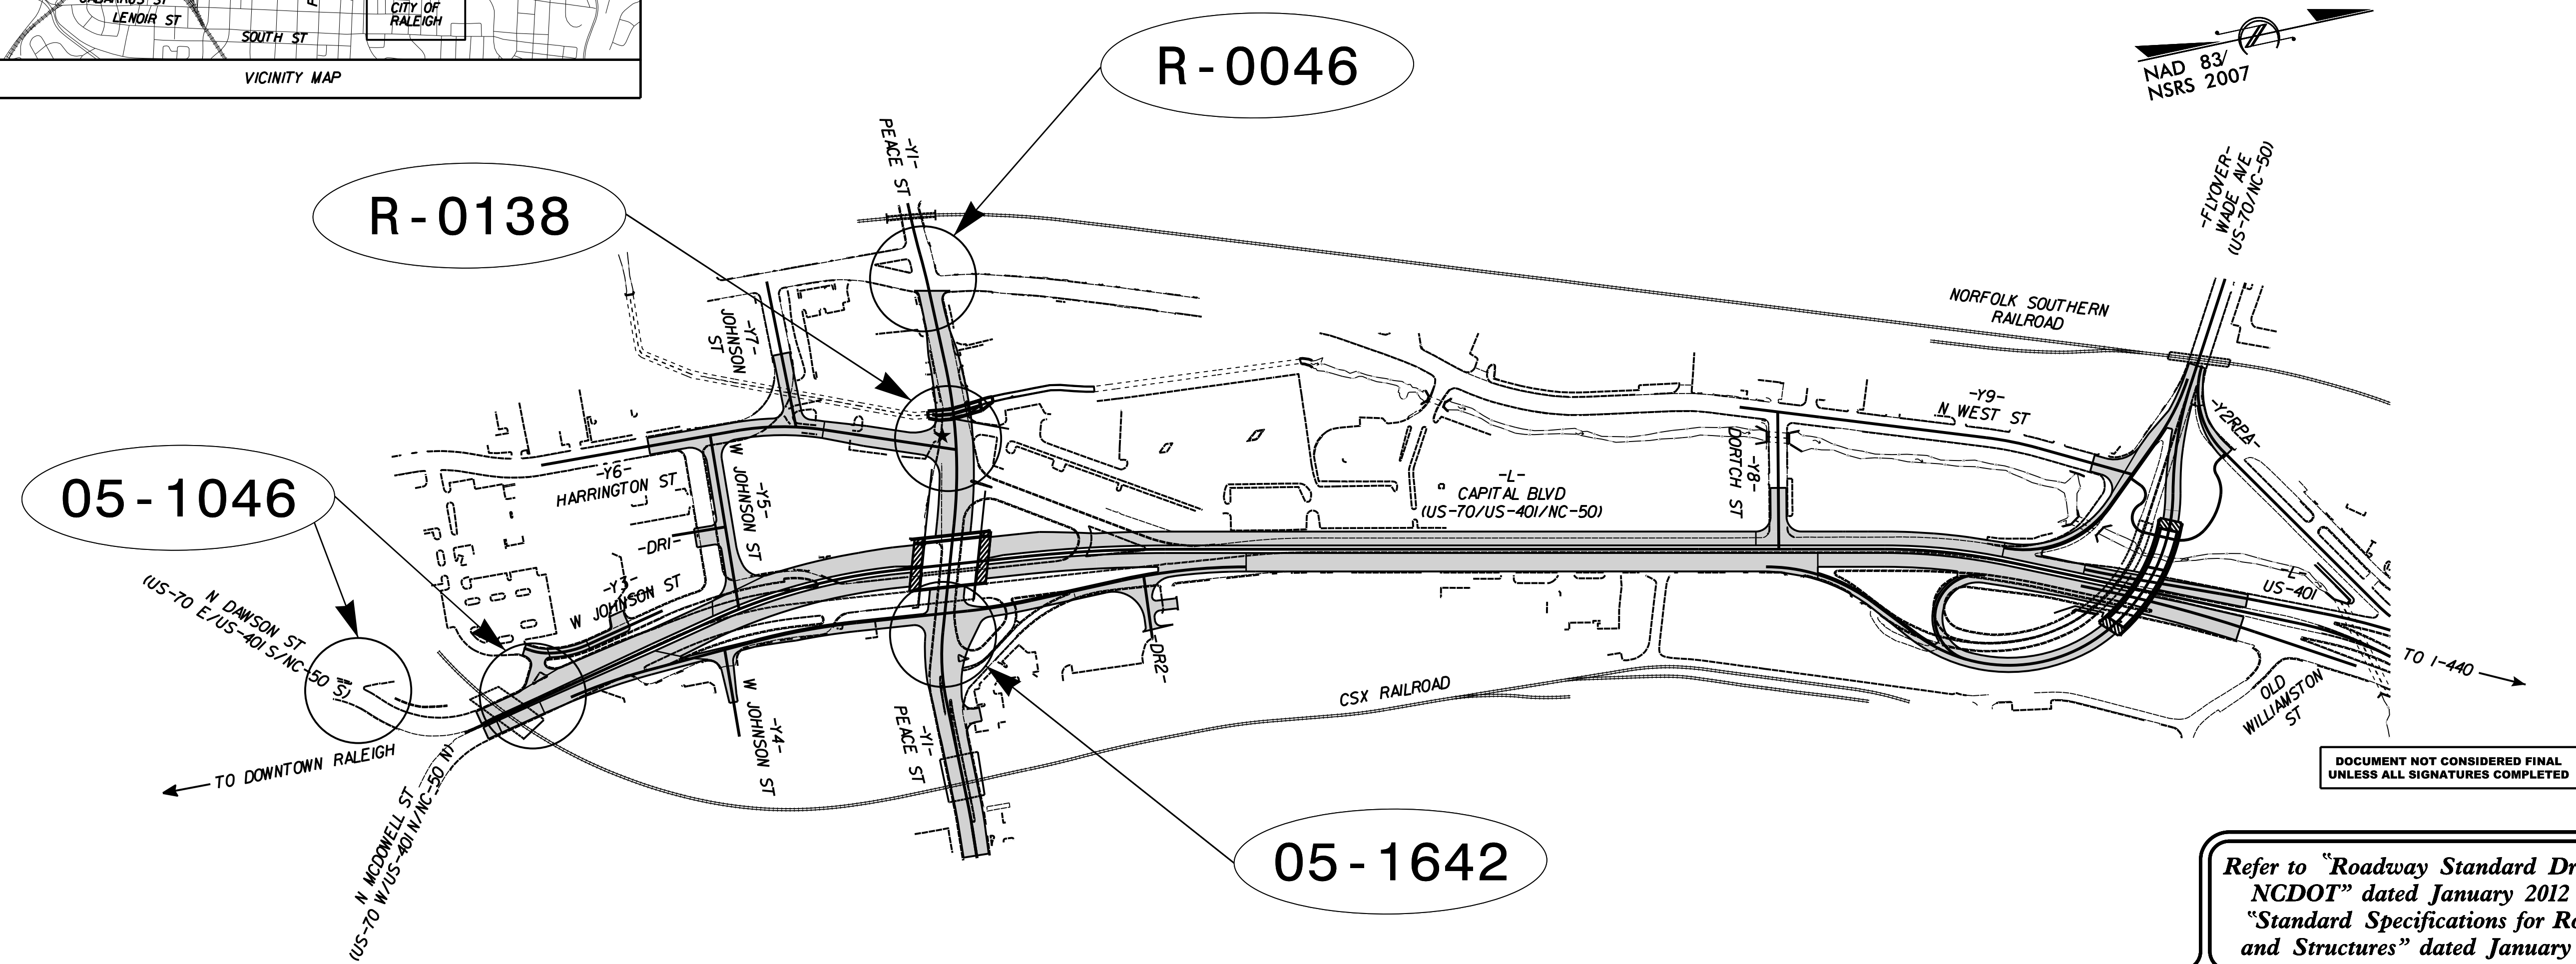 LENOIR ST
SOUTH ST
CITY OF
RALEIGH
VICINITY MAP
R-0046
NAD 83/
NSRS 2007
R-0138
-Y1-
PEACE ST
-FLYOVER-
WADE AVE
(US-70/NC-50)
NORFOLK SOUTHERN
RAILROAD
-Y7-
JOHNSON
ST
-Y9-
N WEST ST
-Y2RPA-
05-1046
-Y6-
HARRINGTON ST
-Y5-
W JOHNSON ST
-L-
CAPITAL BLVD
(US-70/US-401/NC-50)
-Y8-
DORTCH ST
-DR1-
-Y3-
W JOHNSON ST
-L-
US-401
N DAWSON ST
(US-70 E/US-401 S/NC-50 S)
-DR2-
TO I-440
CSX RAILROAD
OLD
WILLIAMSTON
ST
-Y4-
W JOHNSON ST
-Y1-
PEACE ST
TO DOWNTOWN RALEIGH
N MCDOWELL ST
(US-70 W/US-401 N/NC-50 N)
DOCUMENT NOT CONSIDERED FINAL
UNLESS ALL SIGNATURES COMPLETED
05-1642
Refer to "Roadway Standard Dr
NCDOT" dated January 2012
"Standard Specifications for Ro
and Structures" dated January